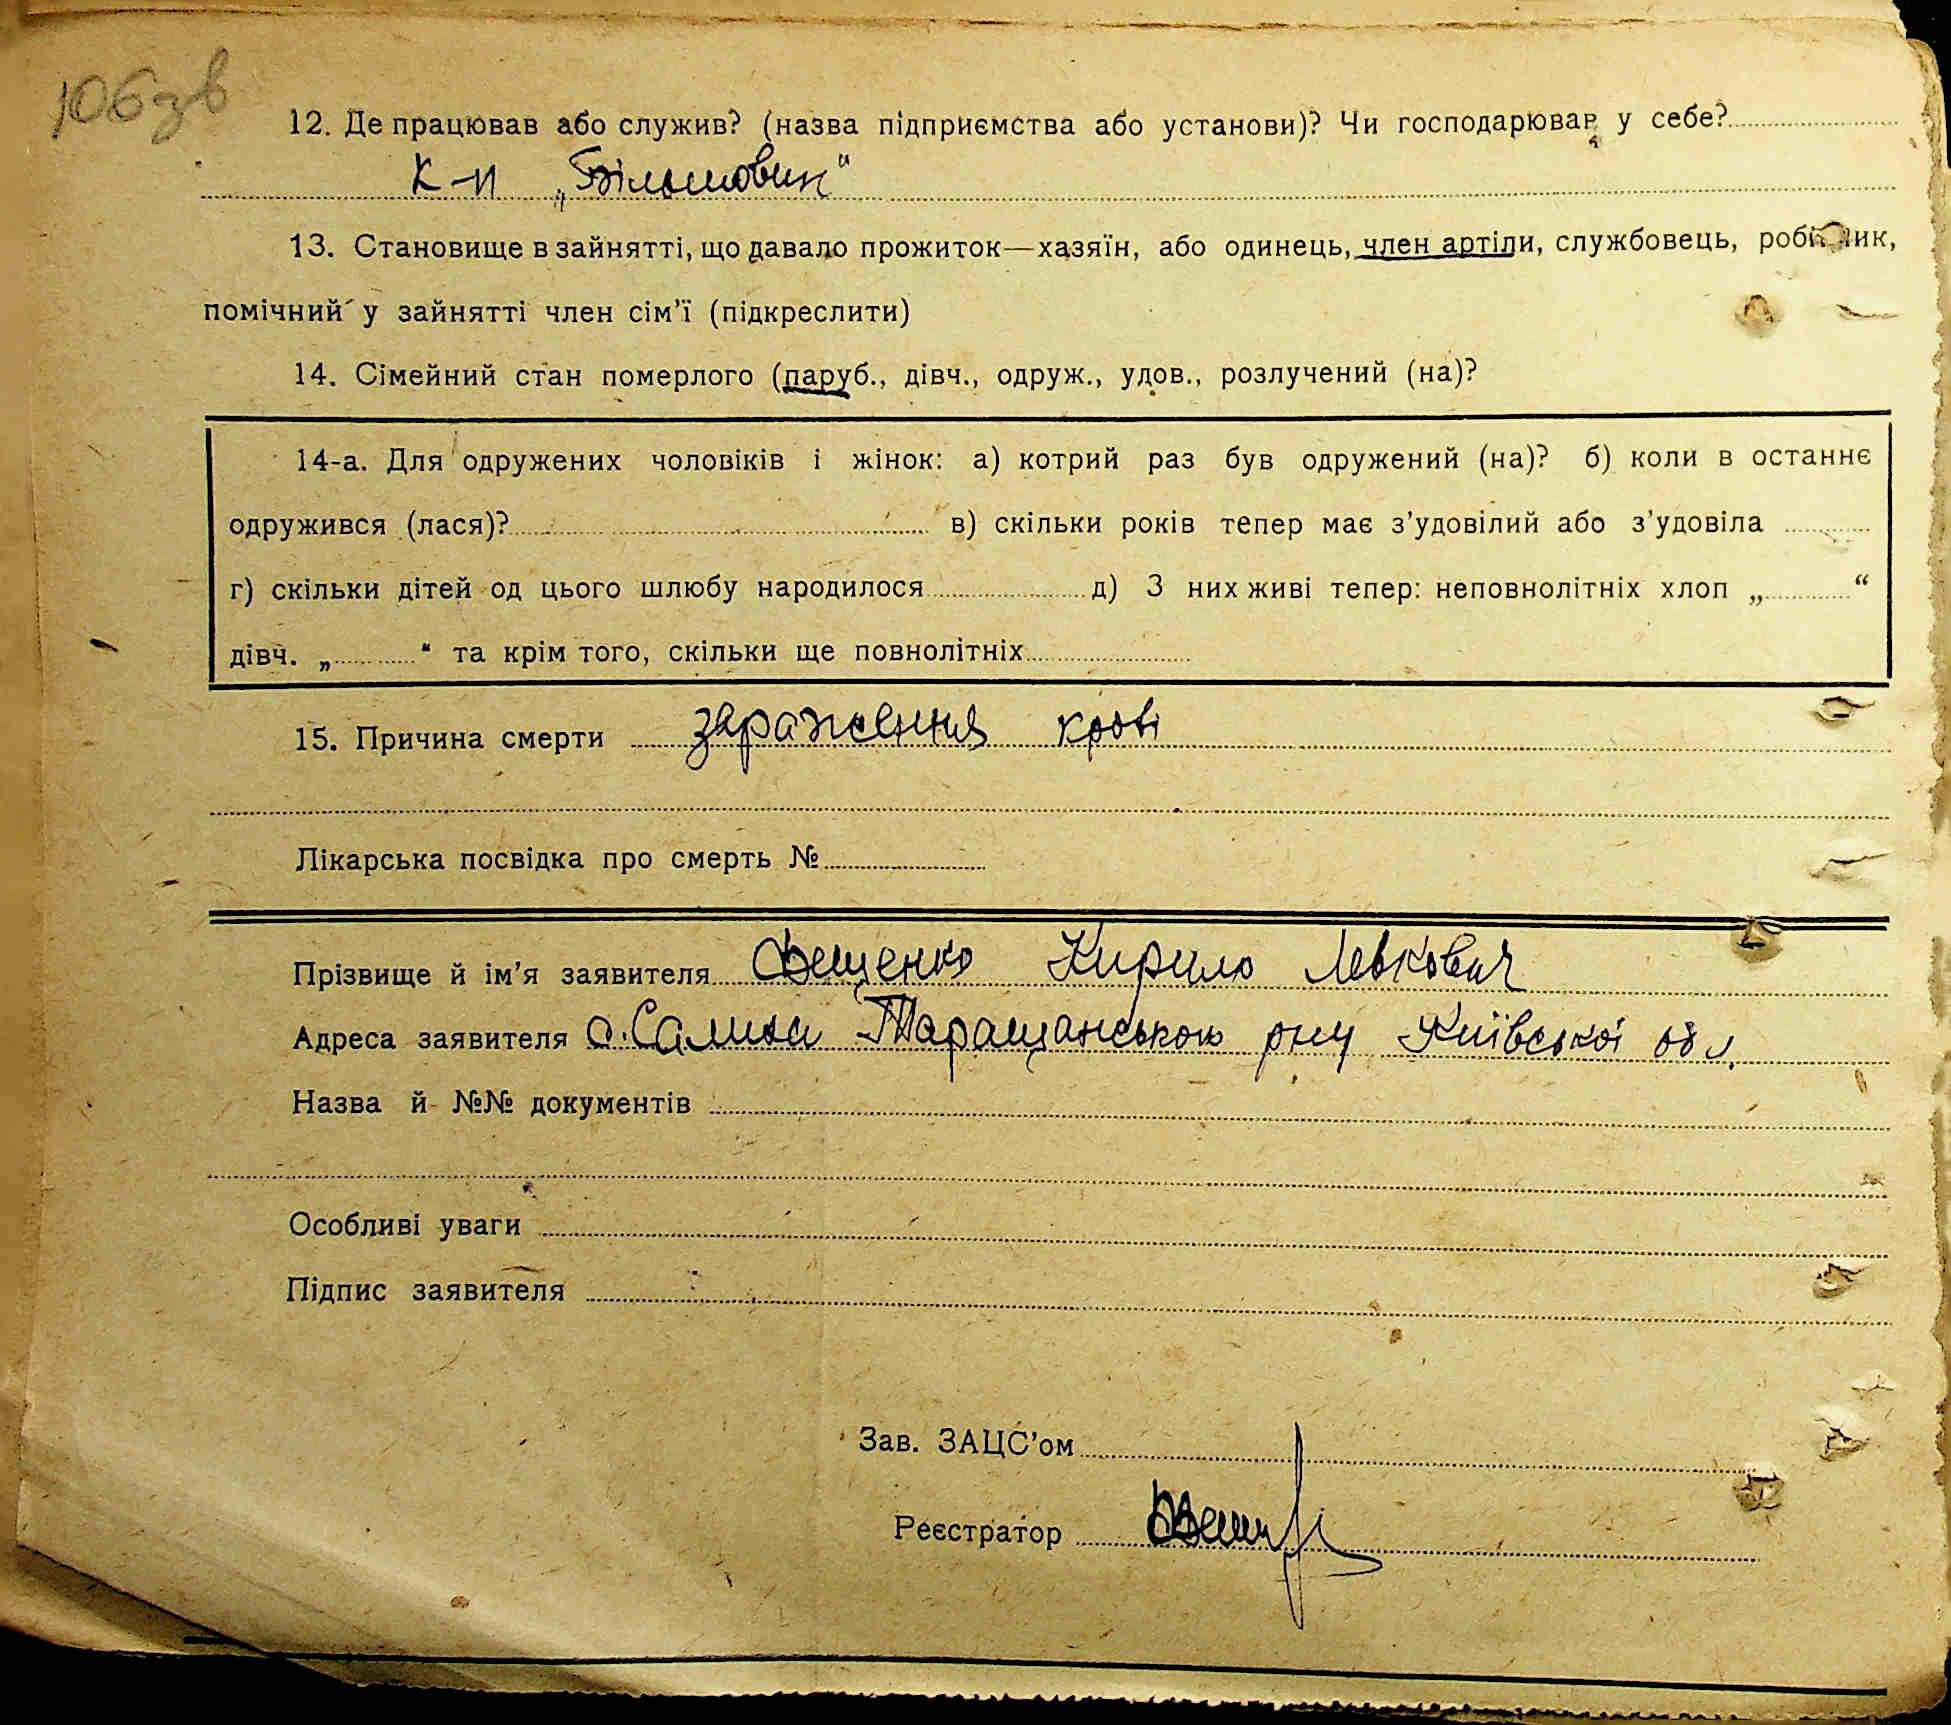 106 зв
12. Де працював або служив? (назва підприємства або установи)? Чи господарював у себе?
К-п „Більшовик“
13. Становище в зайнятті, що давало прожиток—хазяїн, або одинець, член артіли, службовець, робітник,
помічний у зайнятті член сім’ї (підкреслити)
14. Сімейний стан померлого (паруб., дівч., одруж., удов., розлучений (на)?
14-а. Для одружених чоловіків і жінок: а) котрий раз був одружений (на)? б) коли в останнє
одружився (лася)? в) скільки років тепер має з’удовілий або з’удовіла
г) скільки дітей од цього шлюбу народилося д) З них живі тепер: неповнолітніх хлоп „ “
дівч. „ “ та крім того, скільки ще повнолітніх
15. Причина смерти зараження крові
Лікарська посвідка про смерть №
Прізвище й ім’я заявителя Кирило Левкович
Адреса заявителя с. Таращанського р-ну Київської обл.
Назва й №№ документів
Особливі уваги
Підпис заявителя
Зав. ЗАЦС’ом
Реєстратор